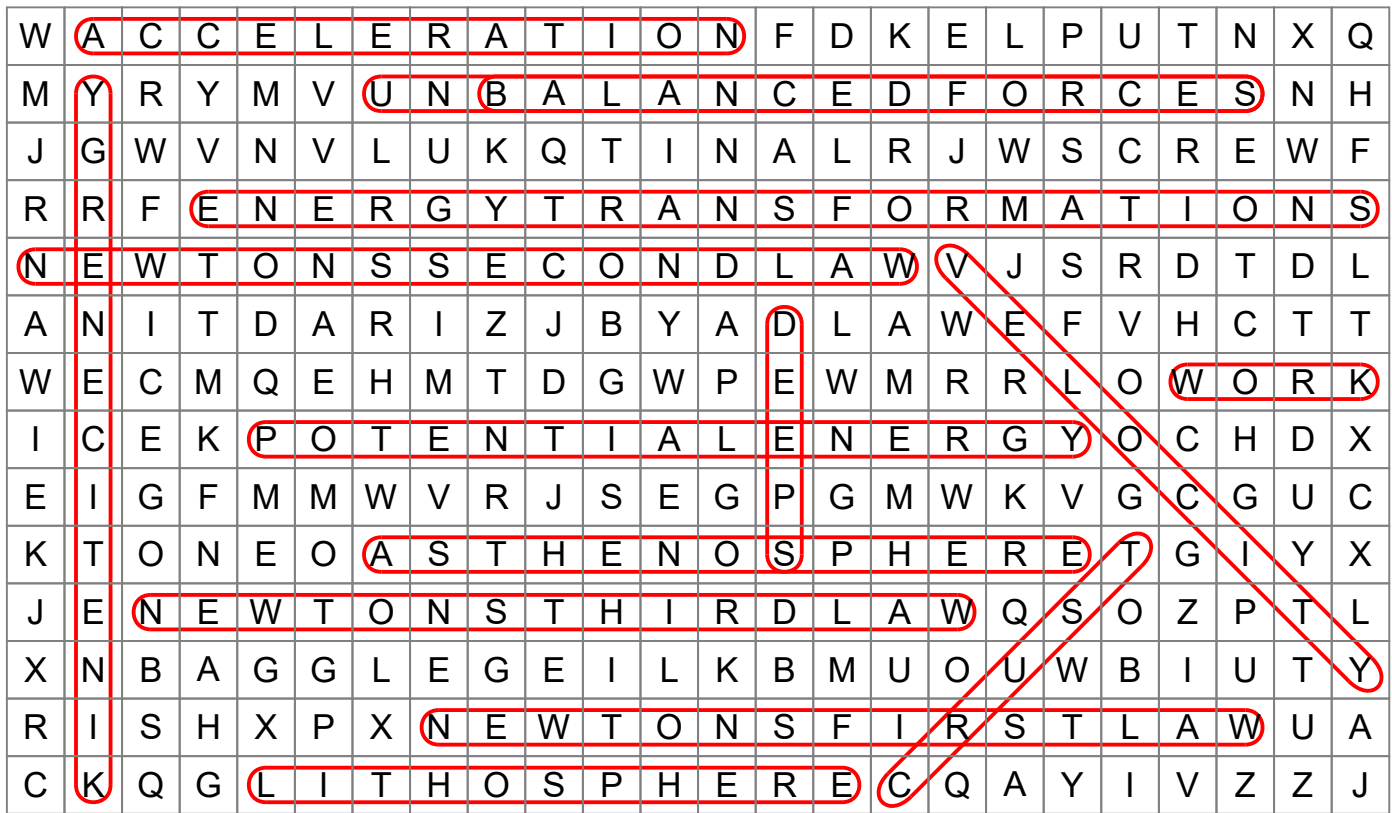 W A C C E L E R A T I O N F D K E L P U T N X Q
M Y R Y M V U N B A L A N C E D F O R C E S N H
J G W V N V L U K Q T I N A L R J W S C R E W F
R R F E N E R G Y T R A N S F O R M A T I O N S
N E W T O N S S E C O N D L A W V J S R D T D L
A N I T D A R I Z J B Y A D L A W E F V H C T T
W E C M Q E H M T D G W P E W M R R L O W O R K
I C E K P O T E N T I A L E N E R G Y O C H D X
E I G F M M W V R J S E G P G M W K V G C G U C
K T O N E O A S T H E N O S P H E R E T G I Y X
J E N E W T O N S T H I R D L A W Q S O Z P T L
X N B A G G L E G E I L K B M U O U W B I U T Y
R I S H X P X N E W T O N S F I R S T L A W U A
C K Q G L I T H O S P H E R E C Q A Y I V Z Z J